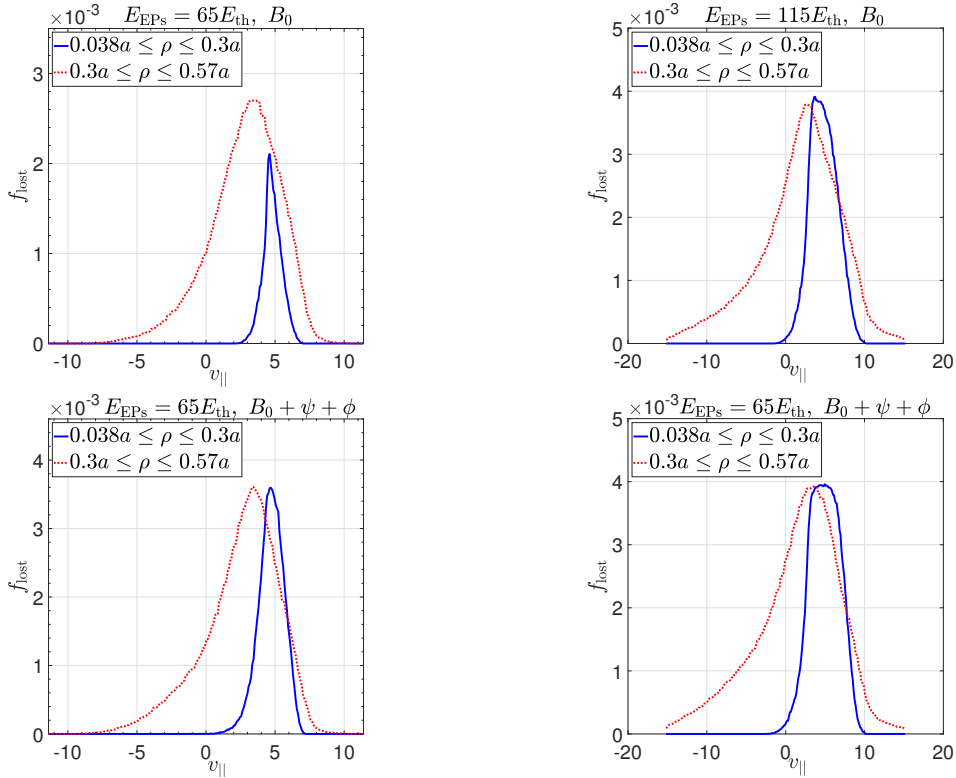 ×10⁻³ E_EPs = 65E_th, B_0
0.038a ≤ ρ ≤ 0.3a
0.3a ≤ ρ ≤ 0.57a
3
2
1
0
f_lost
-10 -5 0 5 10
v_||
×10⁻³ E_EPs = 115E_th, B_0
0.038a ≤ ρ ≤ 0.3a
0.3a ≤ ρ ≤ 0.57a
5
4
3
2
1
0
f_lost
-20 -10 0 10 20
v_||
×10⁻³ E_EPs = 65E_th, B_0 + ψ + ϕ
0.038a ≤ ρ ≤ 0.3a
0.3a ≤ ρ ≤ 0.57a
4
3
2
1
0
f_lost
-10 -5 0 5 10
v_||
×10⁻³ E_EPs = 65E_th, B_0 + ψ + ϕ
0.038a ≤ ρ ≤ 0.3a
0.3a ≤ ρ ≤ 0.57a
5
4
3
2
1
0
f_lost
-20 -10 0 10 20
v_||